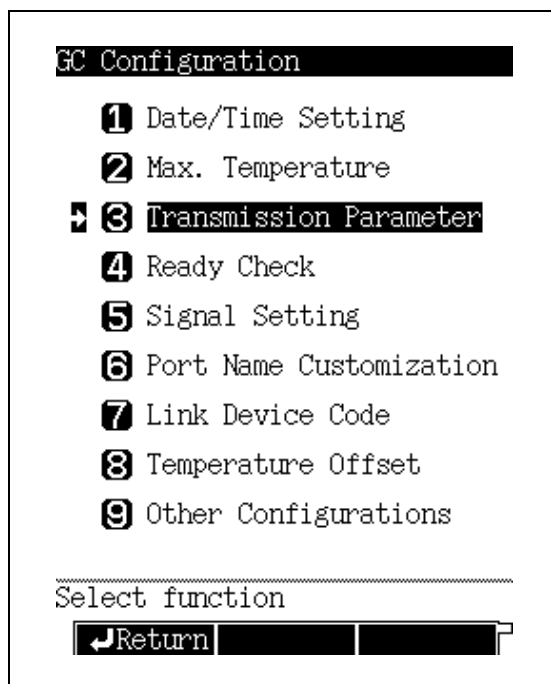 GC Configuration
1 Date/Time Setting
2 Max. Temperature
3 Transmission Parameter
4 Ready Check
5 Signal Setting
6 Port Name Customization
7 Link Device Code
8 Temperature Offset
9 Other Configurations
Select function
Return